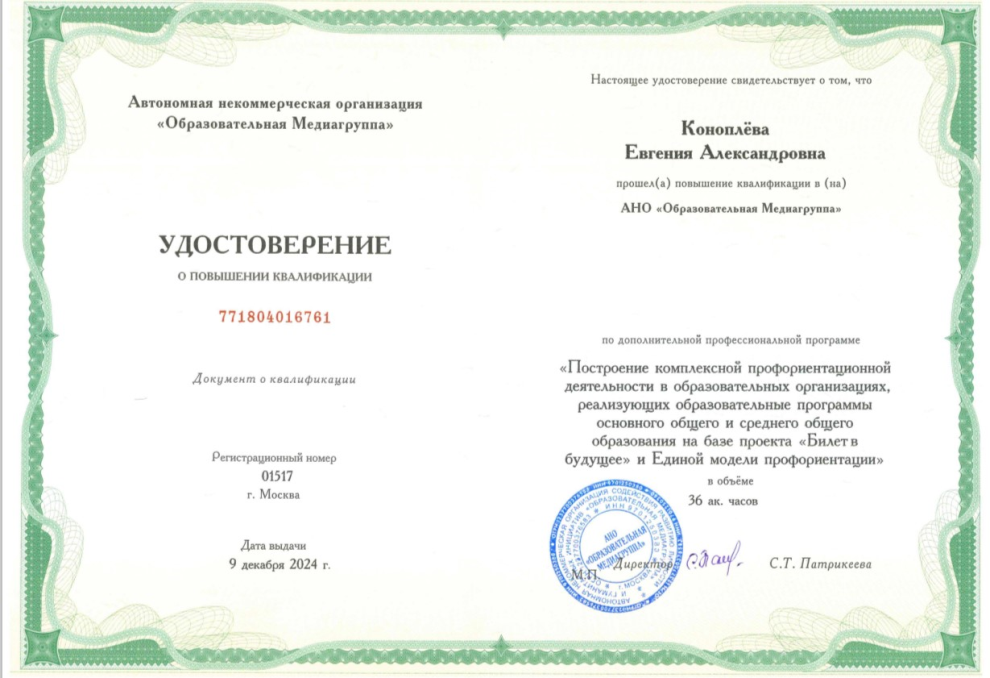 Автономная некоммерческая организация
«Образовательная Медиагруппа»
УДОСТОВЕРЕНИЕ
О ПОВЫШЕНИИ КВАЛИФИКАЦИИ
771804016761
Документ о квалификации
Регистрационный номер
01517
г. Москва
Дата выдачи
9 декабря 2024 г.
Настоящее удостоверение свидетельствует о том, что
Коноплёва
Евгения Александровна
прошел(а) повышение квалификации в (на)
АНО «Образовательная Медиагруппа»
по дополнительной профессиональной программе
«Построение комплексной профориентационной
деятельности в образовательных организациях,
реализующих образовательные программы
основного общего и среднего общего
образования на базе проекта «Билет в
будущее» и Единой модели профориентации»
в объёме
36 ак. часов
АНО
«ОБРАЗОВАТЕЛЬНАЯ
МЕДИАГРУППА»
М.П. Директор С.Т. Патрикеева